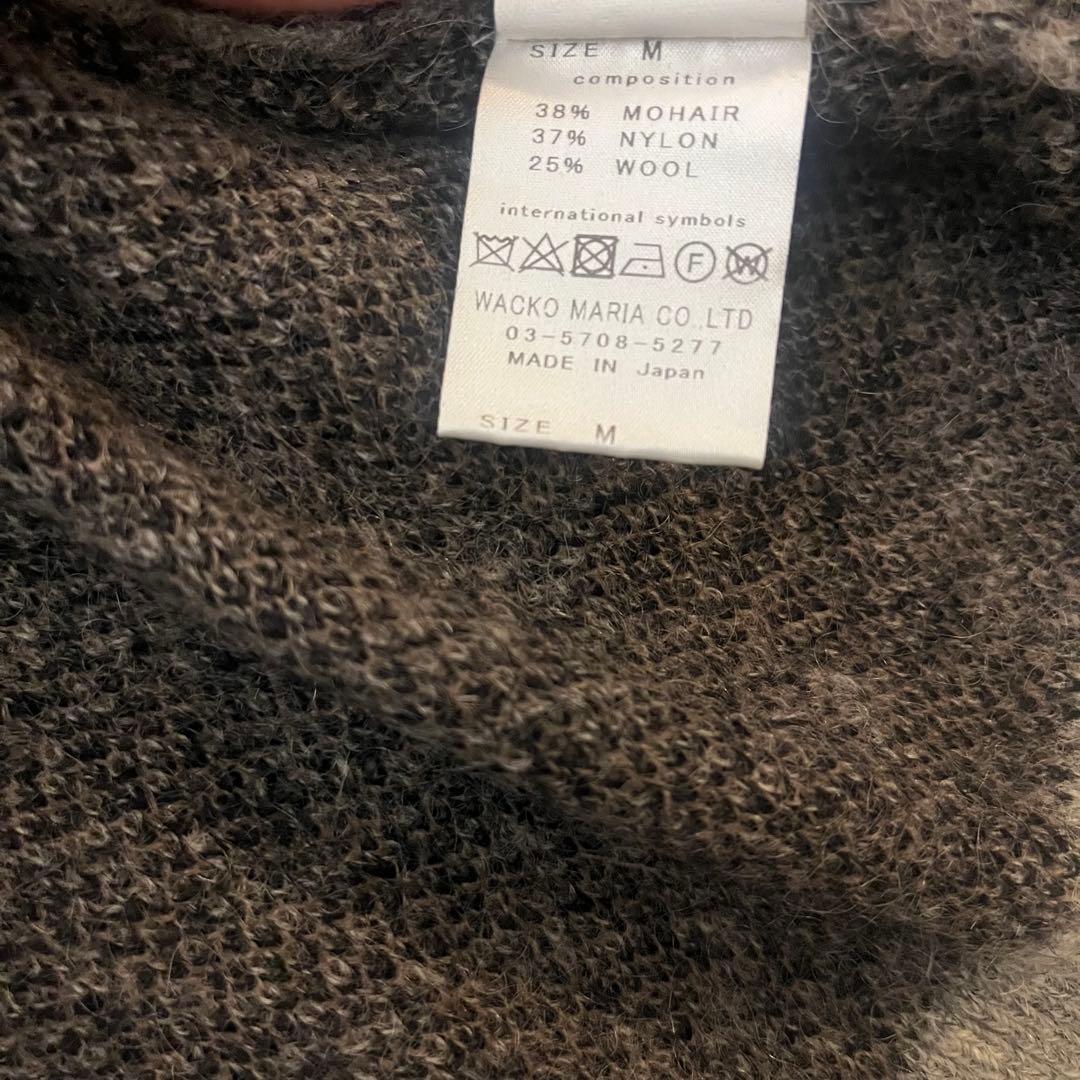 SIZE M
composition
38% MOHAIR
37% NYLON
25% WOOL
international symbols
F W
WACKO MARIA CO.,LTD
03-5708-5277
MADE IN Japan
SIZE M